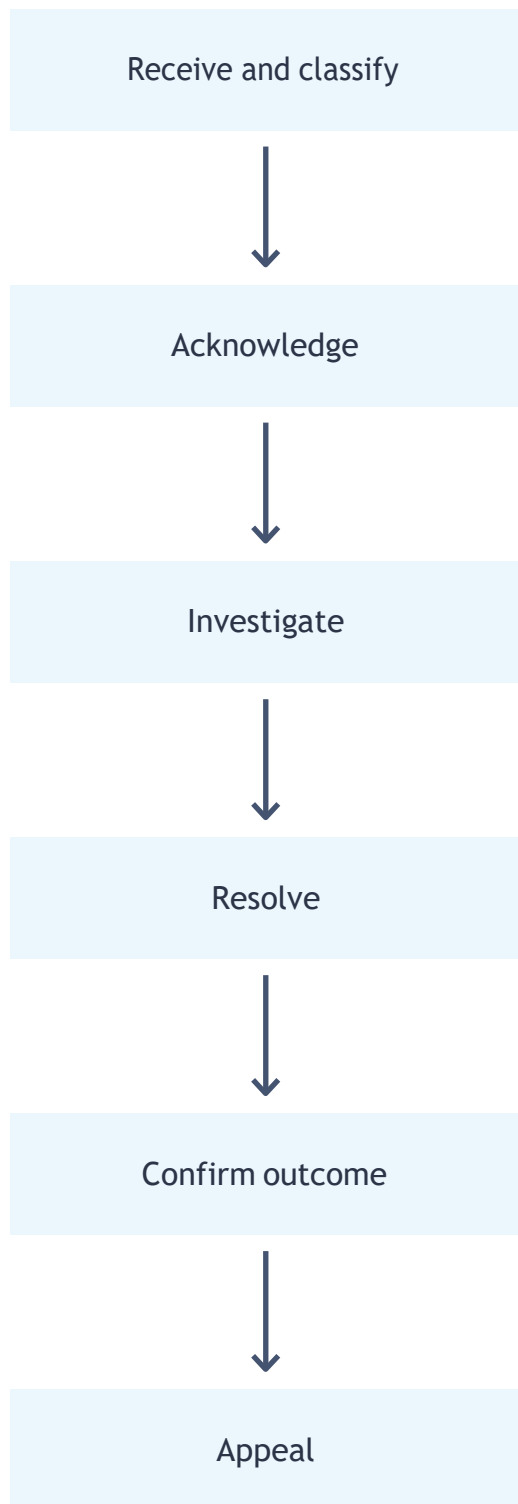 Receive and classify
Acknowledge
Investigate
Resolve
Confirm outcome
Appeal